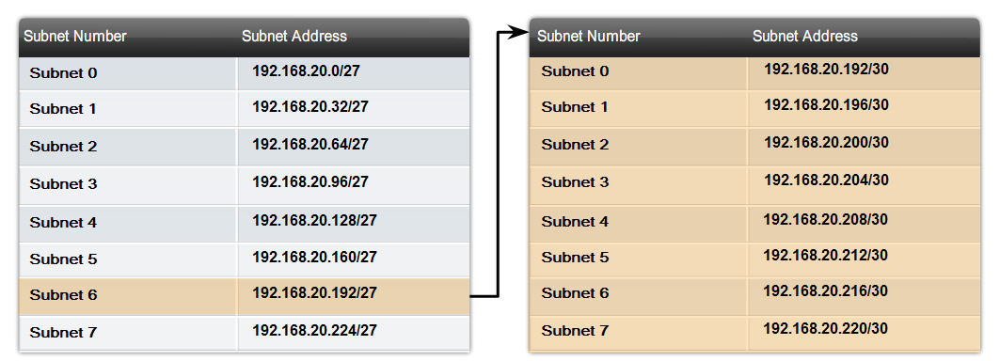 Subnet Number Subnet Address
Subnet 0 192.168.20.0/27
Subnet 1 192.168.20.32/27
Subnet 2 192.168.20.64/27
Subnet 3 192.168.20.96/27
Subnet 4 192.168.20.128/27
Subnet 5 192.168.20.160/27
Subnet 6 192.168.20.192/27
Subnet 7 192.168.20.224/27
Subnet Number Subnet Address
Subnet 0 192.168.20.192/30
Subnet 1 192.168.20.196/30
Subnet 2 192.168.20.200/30
Subnet 3 192.168.20.204/30
Subnet 4 192.168.20.208/30
Subnet 5 192.168.20.212/30
Subnet 6 192.168.20.216/30
Subnet 7 192.168.20.220/30